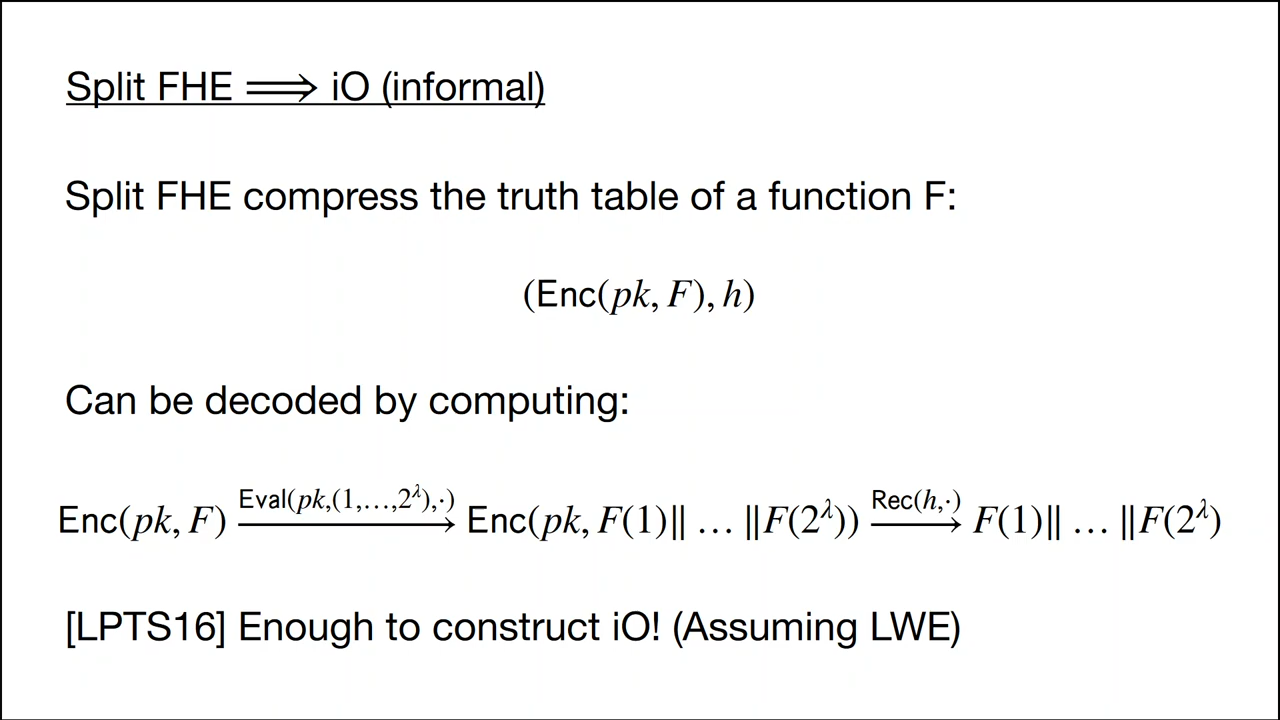 Split FHE ⟹ iO (informal)
Split FHE compress the truth table of a function F:
(Enc(pk, F), h)
Can be decoded by computing:
Enc(pk, F) \xrightarrow{Eval(pk,(1,…,2^λ),·)} Enc(pk, F(1)∥ … ∥F(2^λ)) \xrightarrow{Rec(h,·)} F(1)∥ … ∥F(2^λ)
[LPTS16] Enough to construct iO! (Assuming LWE)